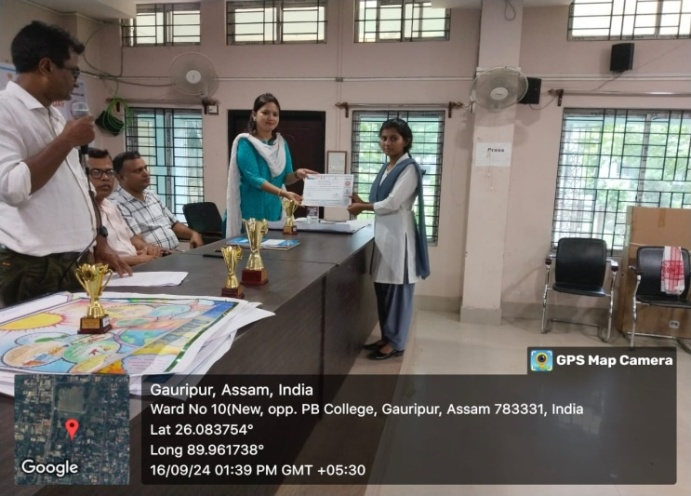 Press
GPS Map Camera
Gauripur, Assam, India
Ward No 10(New, opp. PB College, Gauripur, Assam 783331, India
Lat 26.083754°
Long 89.961738°
16/09/24 01:39 PM GMT +05:30
Google